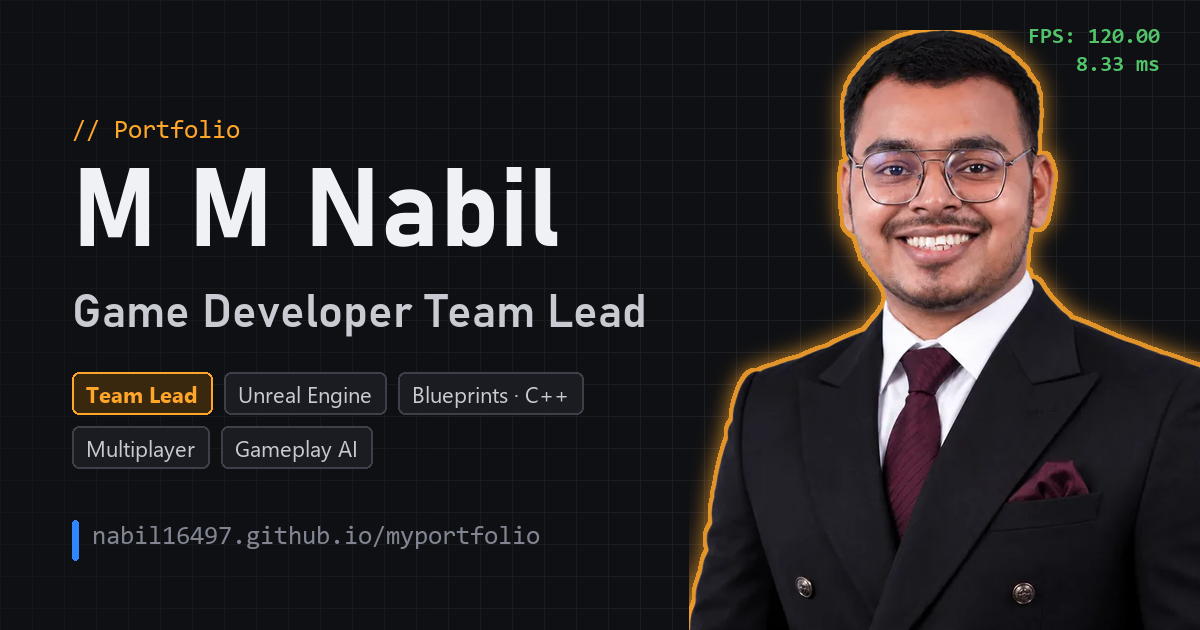 FPS: 120.00
8.33 ms
// Portfolio
M M Nabil
Game Developer Team Lead
Team Lead
Unreal Engine
Blueprints · C++
Multiplayer
Gameplay AI
nabil16497.github.io/myportfolio